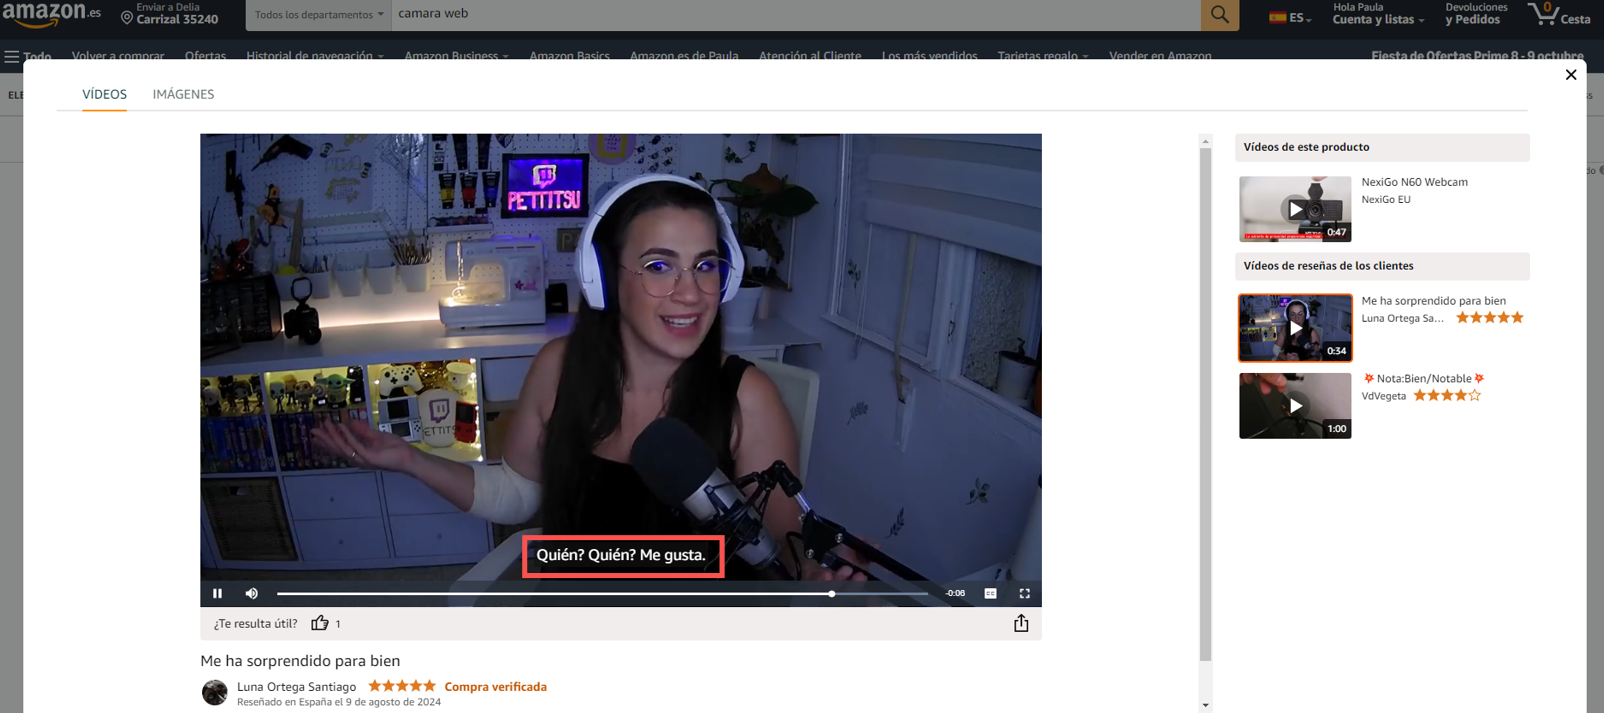 amazon.es
Enviar a Delia
Carrizal 35240
Todos los departamentos
camara web
ES
Hola Paula
Cuenta y listas
Devoluciones
y Pedidos
0
Cesta
Todo
Volver a comprar
Ofertas
Historial de navegación
Amazon Business
Amazon Basics
Amazon.es de Paula
Atención al Cliente
Los más vendidos
Tarjetas regalo
Vender en Amazon
Fiesta de Ofertas Prime 8 - 9 octubre
VÍDEOS
IMÁGENES
PETTITSU
Quién? Quién? Me gusta.
-0:06
CC
¿Te resulta útil?
1
Me ha sorprendido para bien
Luna Ortega Santiago
Compra verificada
Reseñado en España el 9 de agosto de 2024
Vídeos de este producto
NexiGo N60 Webcam
NexiGo EU
0:47
Vídeos de reseñas de los clientes
Me ha sorprendido para bien
Luna Ortega Sa...
0:34
💥 Nota:Bien/Notable 💥
VdVegeta
1:00